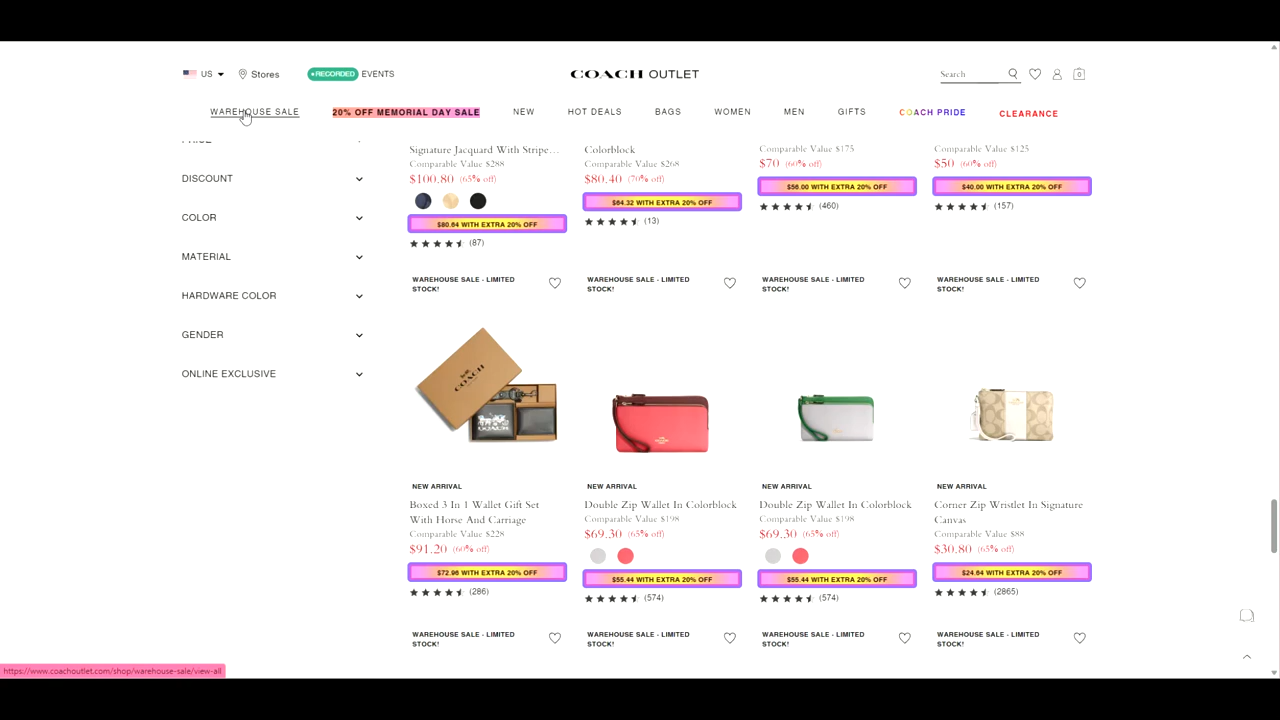 US
Stores
•RECORDED EVENTS
COACH OUTLET
Search
0
WAREHOUSE SALE
20% OFF MEMORIAL DAY SALE
NEW
HOT DEALS
BAGS
WOMEN
MEN
GIFTS
COACH PRIDE
CLEARANCE
PRICE
DISCOUNT
COLOR
MATERIAL
HARDWARE COLOR
GENDER
ONLINE EXCLUSIVE
Signature Jacquard With Stripe...
Comparable Value $288
$100.80 (65% off)
$80.64 WITH EXTRA 20% OFF
(87)
Colorblock
Comparable Value $268
$80.40 (70% off)
$64.32 WITH EXTRA 20% OFF
(13)
Comparable Value $175
$70 (60% off)
$56.00 WITH EXTRA 20% OFF
(460)
Comparable Value $125
$50 (60% off)
$40.00 WITH EXTRA 20% OFF
(157)
WAREHOUSE SALE - LIMITED
STOCK!
COACH
NEW ARRIVAL
Boxed 3 In 1 Wallet Gift Set
With Horse And Carriage
Comparable Value $228
$91.20 (60% off)
$72.96 WITH EXTRA 20% OFF
(286)
WAREHOUSE SALE - LIMITED
STOCK!
NEW ARRIVAL
Double Zip Wallet In Colorblock
Comparable Value $198
$69.30 (65% off)
$55.44 WITH EXTRA 20% OFF
(574)
WAREHOUSE SALE - LIMITED
STOCK!
NEW ARRIVAL
Double Zip Wallet In Colorblock
Comparable Value $198
$69.30 (65% off)
$55.44 WITH EXTRA 20% OFF
(574)
WAREHOUSE SALE - LIMITED
STOCK!
NEW ARRIVAL
Corner Zip Wristlet In Signature
Canvas
Comparable Value $88
$30.80 (65% off)
$24.64 WITH EXTRA 20% OFF
(2865)
WAREHOUSE SALE - LIMITED
STOCK!
WAREHOUSE SALE - LIMITED
STOCK!
WAREHOUSE SALE - LIMITED
STOCK!
WAREHOUSE SALE - LIMITED
STOCK!
https://www.coachoutlet.com/shop/warehouse-sale/view-all